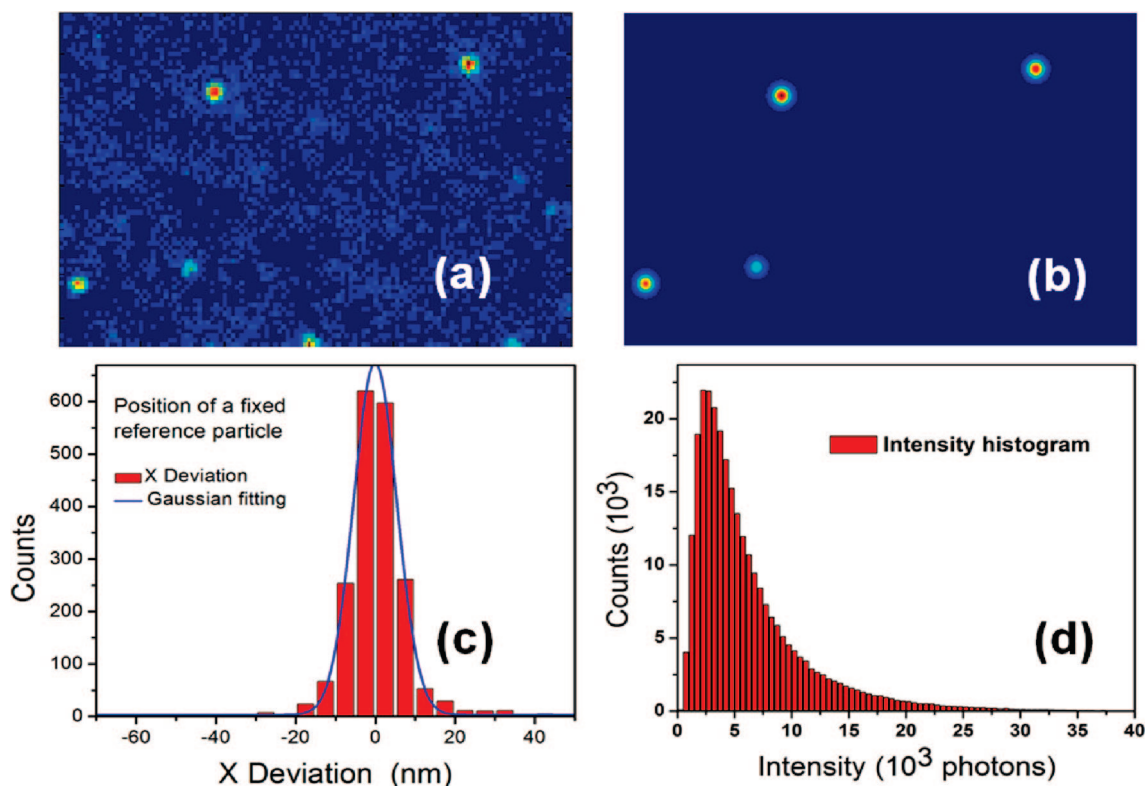 (a)
(b)
Position of a fixed
reference particle
X Deviation
Gaussian fitting
(c)
Counts
600
500
400
300
200
100
0
-60 -40 -20 0 20 40
X Deviation (nm)
Intensity histogram
(d)
Counts (10³)
20
15
10
5
0
0 5 10 15 20 25 30 35 40
Intensity (10³ photons)